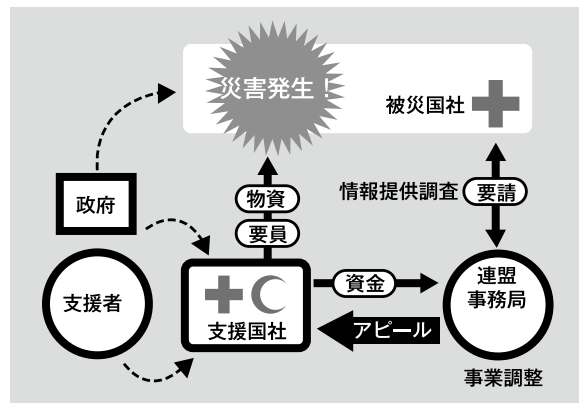 災害発生！
被災国社
政府
物資
情報提供調査
要請
要員
支援者
支援国社
資金
連盟
事務局
アピール
事業調整